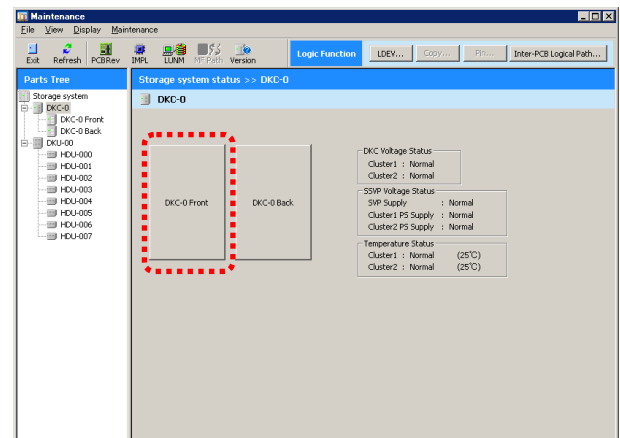 Maintenance
File View Display Maintenance
Exit Refresh PCBRev IMPL LUNM MF Path Version Logic Function LDEV... Copy... Pin... Inter-PCB Logical Path...
Parts Tree
Storage system status >> DKC-0
Storage system
DKC-0
DKC-0 Front
DKC-0 Back
DKU-00
HDU-000
HDU-001
HDU-002
HDU-003
HDU-004
HDU-005
HDU-006
HDU-007
DKC-0
DKC-0 Front
DKC-0 Back
DKC Voltage Status
Cluster1 : Normal
Cluster2 : Normal
SSVP Voltage Status
SVP Supply : Normal
Cluster1 PS Supply : Normal
Cluster2 PS Supply : Normal
Temperature Status
Cluster1 : Normal (25℃)
Cluster2 : Normal (25℃)